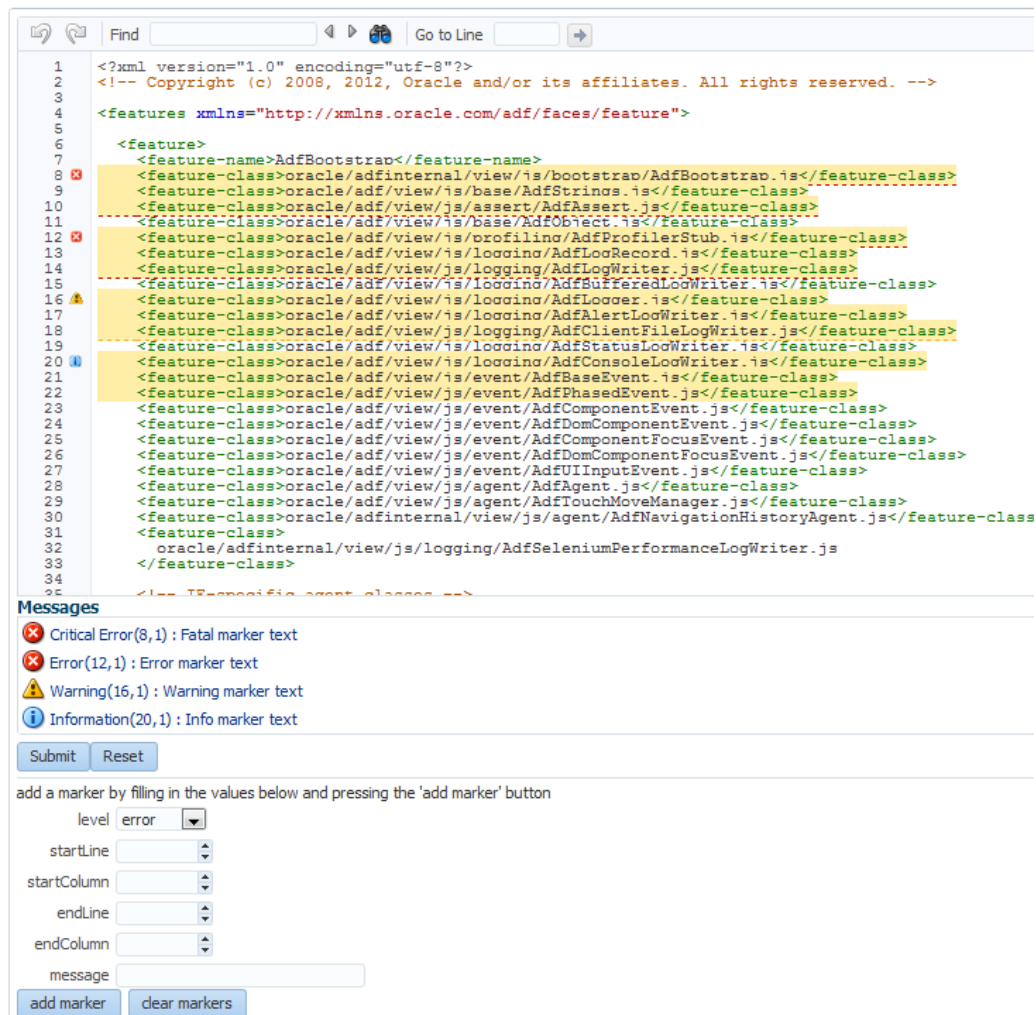 Find Go to Line
1 <?xml version="1.0" encoding="utf-8"?>
2 <!-- Copyright (c) 2008, 2012, Oracle and/or its affiliates. All rights reserved. -->
3
4 <features xmlns="http://xmlns.oracle.com/adf/faces/feature">
5
6 <feature>
7 <feature-name>AdfBootstrap</feature-name>
8 <feature-class>oracle/adfinternal/view/js/bootstrap/AdfBootstrap.js</feature-class>
9 <feature-class>oracle/adf/view/js/base/AdfStrings.js</feature-class>
10 <feature-class>oracle/adf/view/js/assert/AdfAssert.js</feature-class>
11 <feature-class>oracle/adf/view/js/base/AdfObject.js</feature-class>
12 <feature-class>oracle/adf/view/js/profiling/AdfProfilerStub.js</feature-class>
13 <feature-class>oracle/adf/view/js/logging/AdfLogRecord.js</feature-class>
14 <feature-class>oracle/adf/view/js/logging/AdfLogWriter.js</feature-class>
15 <feature-class>oracle/adf/view/js/logging/AdfBufferedLogWriter.js</feature-class>
16 <feature-class>oracle/adf/view/js/logging/AdfLogger.js</feature-class>
17 <feature-class>oracle/adf/view/js/logging/AdfAlertLogWriter.js</feature-class>
18 <feature-class>oracle/adf/view/js/logging/AdfClientFileLogWriter.js</feature-class>
19 <feature-class>oracle/adf/view/js/logging/AdfStatusLogWriter.js</feature-class>
20 <feature-class>oracle/adf/view/js/logging/AdfConsoleLogWriter.js</feature-class>
21 <feature-class>oracle/adf/view/js/event/AdfBaseEvent.js</feature-class>
22 <feature-class>oracle/adf/view/js/event/AdfPhasedEvent.js</feature-class>
23 <feature-class>oracle/adf/view/js/event/AdfComponentEvent.js</feature-class>
24 <feature-class>oracle/adf/view/js/event/AdfDomComponentEvent.js</feature-class>
25 <feature-class>oracle/adf/view/js/event/AdfComponentFocusEvent.js</feature-class>
26 <feature-class>oracle/adf/view/js/event/AdfDomComponentFocusEvent.js</feature-class>
27 <feature-class>oracle/adf/view/js/event/AdfUIInputEvent.js</feature-class>
28 <feature-class>oracle/adf/view/js/agent/AdfAgent.js</feature-class>
29 <feature-class>oracle/adf/view/js/agent/AdfTouchMoveManager.js</feature-class>
30 <feature-class>oracle/adfinternal/view/js/agent/AdfNavigationHistoryAgent.js</feature-class
31 <feature-class>
32 oracle/adfinternal/view/js/logging/AdfSeleniumPerformanceLogWriter.js
33 </feature-class>
34
35 <!-- IE-specific agent classes -->
Messages
Critical Error(8,1) : Fatal marker text
Error(12,1) : Error marker text
Warning(16,1) : Warning marker text
Information(20,1) : Info marker text
Submit Reset
add a marker by filling in the values below and pressing the 'add marker' button
level error
startLine
startColumn
endLine
endColumn
message
add marker clear markers